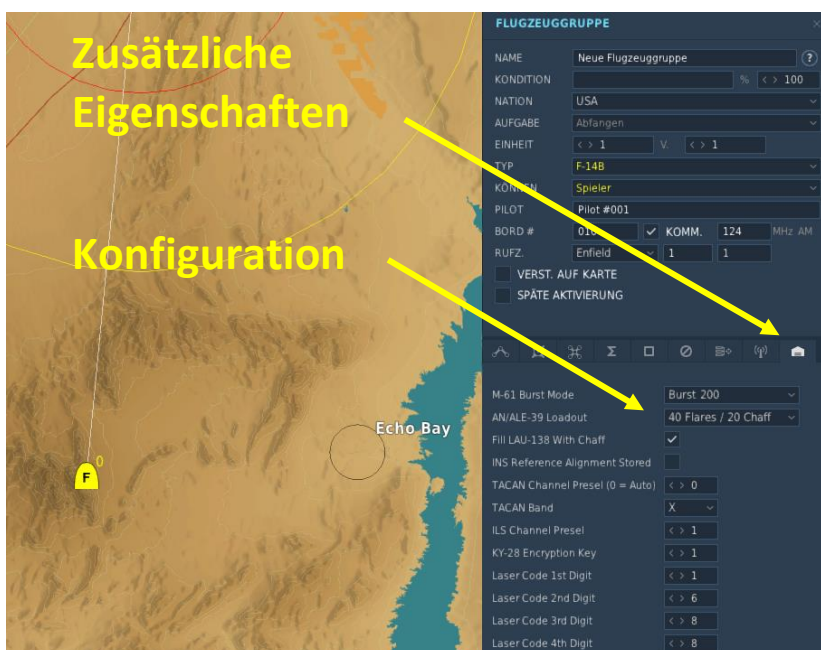 Zusätzliche
Eigenschaften
Konfiguration
Echo Bay
0
F
FLUGZEUGGRUPPE
NAME Neue Flugzeuggruppe ?
KONDITION % < > 100
NATION USA
AUFGABE Abfangen
EINHEIT < > 1 V. < > 1
TYP F-14B
KÖNNEN Spieler
PILOT Pilot #001
BORD # 010 KOMM. 124 MHz AM
RUFZ. Enfield 1 1
VERST. AUF KARTE
SPÄTE AKTIVIERUNG
Σ
M-61 Burst Mode Burst 200
AN/ALE-39 Loadout 40 Flares / 20 Chaff
Fill LAU-138 With Chaff
INS Reference Alignment Stored
TACAN Channel Presel (0 = Auto) < > 0
TACAN Band X
ILS Channel Presel < > 1
KY-28 Encryption Key < > 1
Laser Code 1st Digit < > 1
Laser Code 2nd Digit < > 6
Laser Code 3rd Digit < > 8
Laser Code 4th Digit < > 8